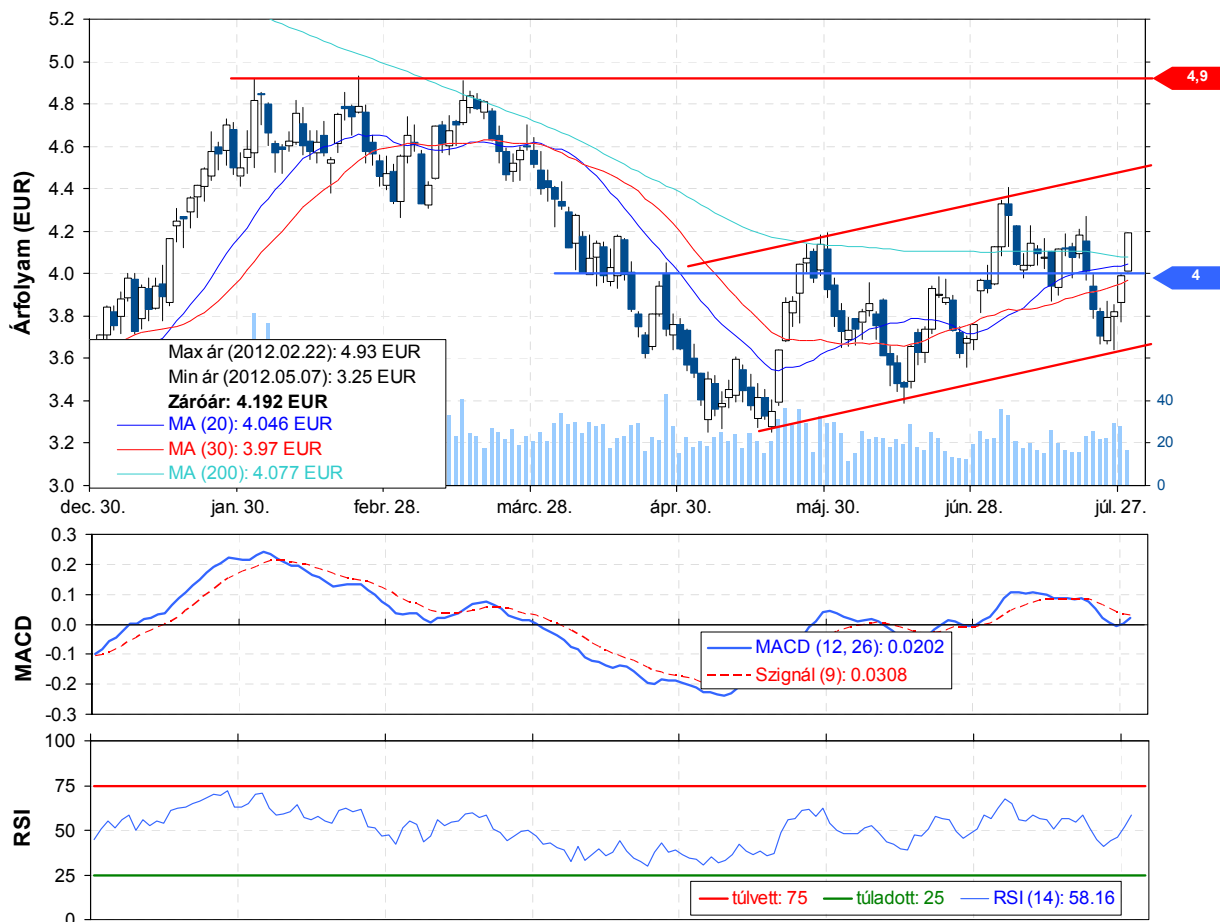 5.2
5.0
4.8
4.6
4.4
4.2
4.0
3.8
3.6
3.4
3.2
3.0
Árfolyam (EUR)
4,9
4
40
20
0
Max ár (2012.02.22): 4.93 EUR
Min ár (2012.05.07): 3.25 EUR
Záróár: 4.192 EUR
MA (20): 4.046 EUR
MA (30): 3.97 EUR
MA (200): 4.077 EUR
dec. 30. jan. 30. febr. 28. márc. 28. ápr. 30. máj. 30. jún. 28. júl. 27.
0.3
0.2
0.1
0.0
-0.1
-0.2
-0.3
MACD
MACD (12, 26): 0.0202
Szignál (9): 0.0308
100
75
50
25
0
RSI
túlvett: 75 túladott: 25 RSI (14): 58.16